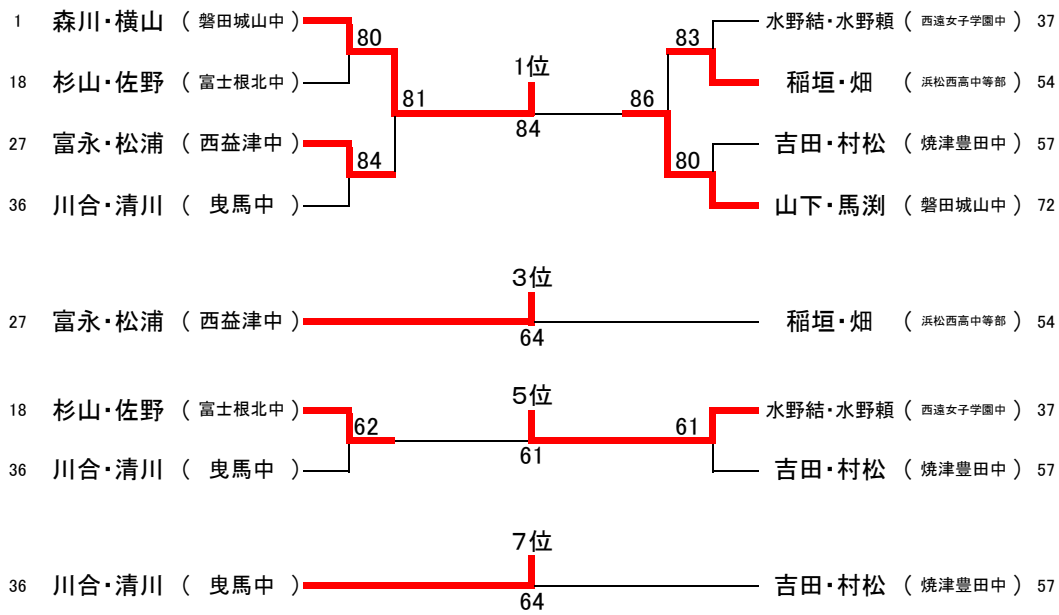 1 森川・横山 ( 磐田城山中 ) 80 83 水野結・水野頼 ( 西遠女子学園中 ) 37
18 杉山・佐野 ( 富士根北中 ) 1位 稲垣・畑 ( 浜松西高中等部 ) 54
81 84 86
27 富永・松浦 ( 西益津中 ) 84 80 吉田・村松 ( 焼津豊田中 ) 57
36 川合・清川 ( 曳馬中 ) 山下・馬渕 ( 磐田城山中 ) 72
3位
27 富永・松浦 ( 西益津中 ) 64 稲垣・畑 ( 浜松西高中等部 ) 54
18 杉山・佐野 ( 富士根北中 ) 62 5位 61 水野結・水野頼 ( 西遠女子学園中 ) 37
61
36 川合・清川 ( 曳馬中 ) 吉田・村松 ( 焼津豊田中 ) 57
7位
36 川合・清川 ( 曳馬中 ) 64 吉田・村松 ( 焼津豊田中 ) 57